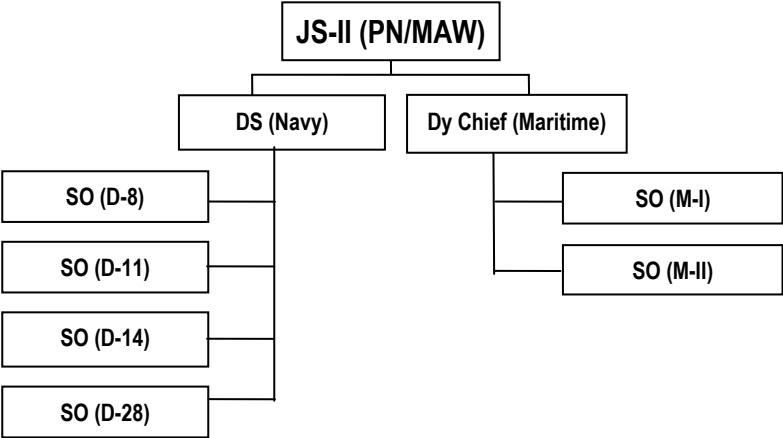 JS-II (PN/MAW)
DS (Navy)
Dy Chief (Maritime)
SO (D-8)
SO (D-11)
SO (D-14)
SO (D-28)
SO (M-I)
SO (M-II)